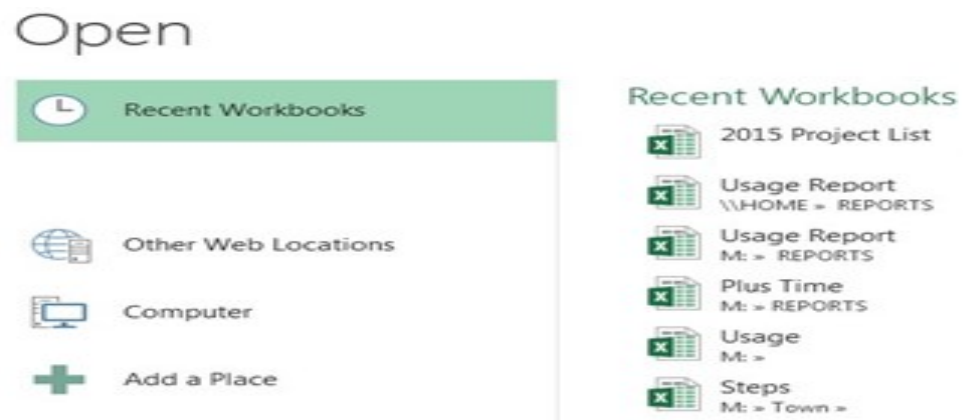 Open
Recent Workbooks
Other Web Locations
Computer
Add a Place
Recent Workbooks
2015 Project List
Usage Report
\\HOME » REPORTS
Usage Report
M: » REPORTS
Plus Time
M: » REPORTS
Usage
M: »
Steps
M: » Town »